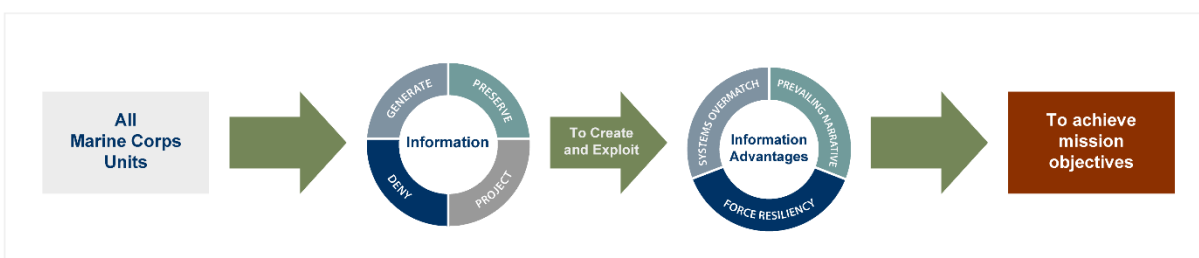 All
Marine Corps
Units
GENERATE
PRESERVE
Information
DENY
PROJECT
To Create
and Exploit
SYSTEMS OVERMATCH
PREVAILING NARRATIVE
Information
Advantages
FORCE RESILIENCY
To achieve
mission
objectives